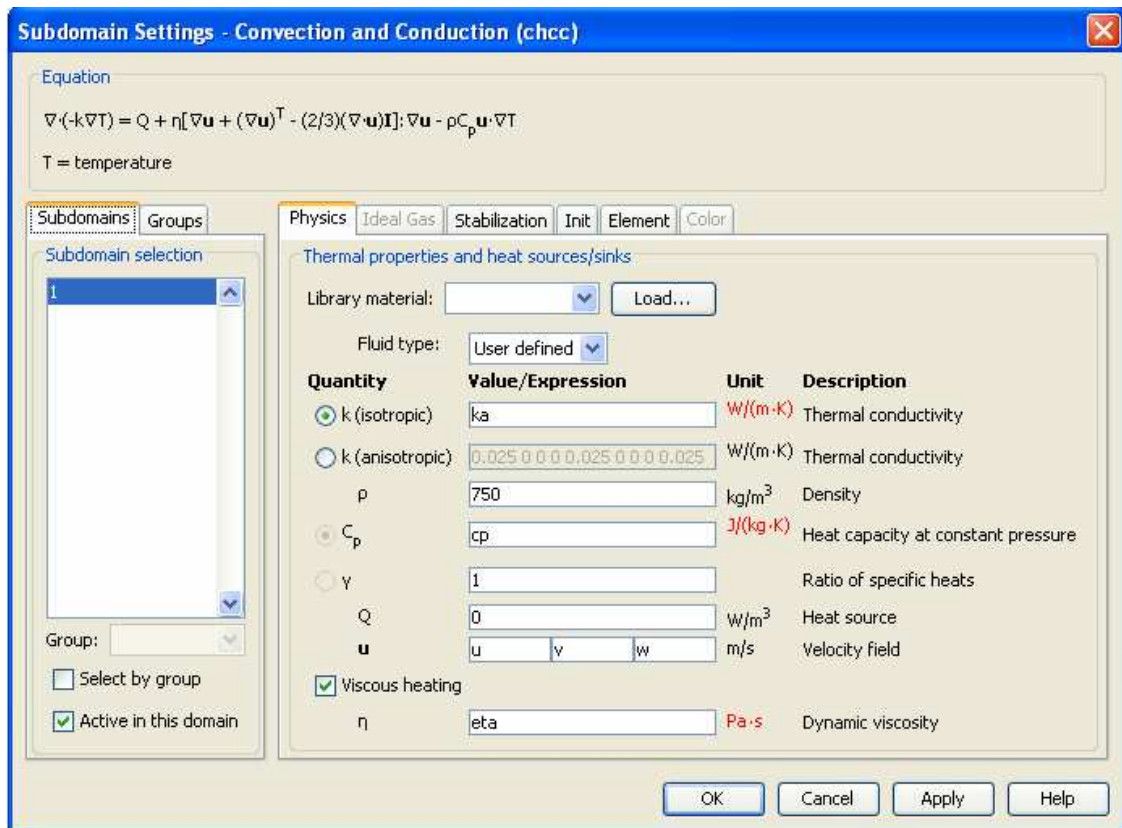 Subdomain Settings - Convection and Conduction (chcc)
Equation
∇·(-k∇T) = Q + η[∇u + (∇u)ᵀ - (2/3)(∇·u)I]:∇u - ρCₚu·∇T
T = temperature
Subdomains Groups
Subdomain selection
1
Group:
Select by group
Active in this domain
Physics Ideal Gas Stabilization Init Element Color
Thermal properties and heat sources/sinks
Library material: Load...
Fluid type: User defined
Quantity Value/Expression Unit Description
k (isotropic) ka W/(m·K) Thermal conductivity
k (anisotropic) 0.025 0 0 0 0.025 0 0 0 0.025 W/(m·K) Thermal conductivity
ρ 750 kg/m³ Density
Cₚ cp J/(kg·K) Heat capacity at constant pressure
γ 1 Ratio of specific heats
Q 0 W/m³ Heat source
u u v w m/s Velocity field
Viscous heating
η eta Pa·s Dynamic viscosity
OK Cancel Apply Help